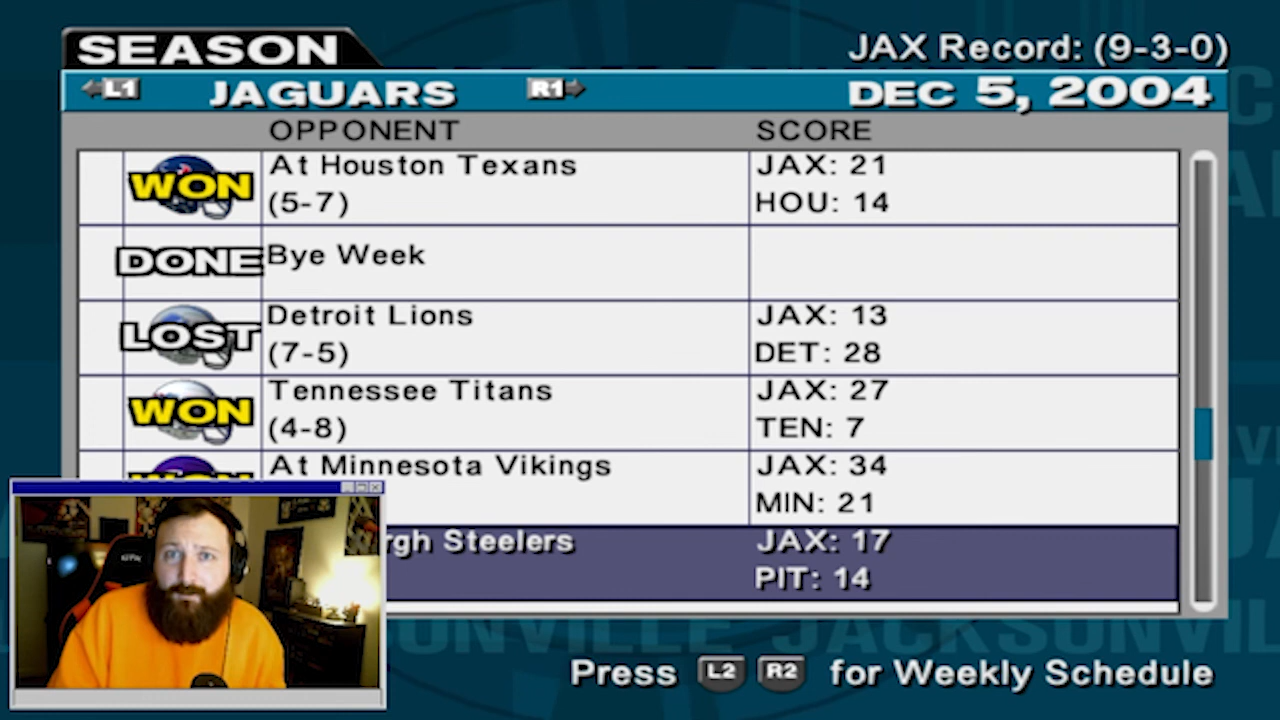 SEASON
JAX Record: (9-3-0)
L1 JAGUARS R1 DEC 5, 2004
OPPONENT SCORE
WON At Houston Texans JAX: 21
(5-7) HOU: 14
DONE Bye Week
LOST Detroit Lions JAX: 13
(7-5) DET: 28
WON Tennessee Titans JAX: 27
(4-8) TEN: 7
At Minnesota Vikings JAX: 34
MIN: 21
rgh Steelers JAX: 17
PIT: 14
Press L2 R2 for Weekly Schedule